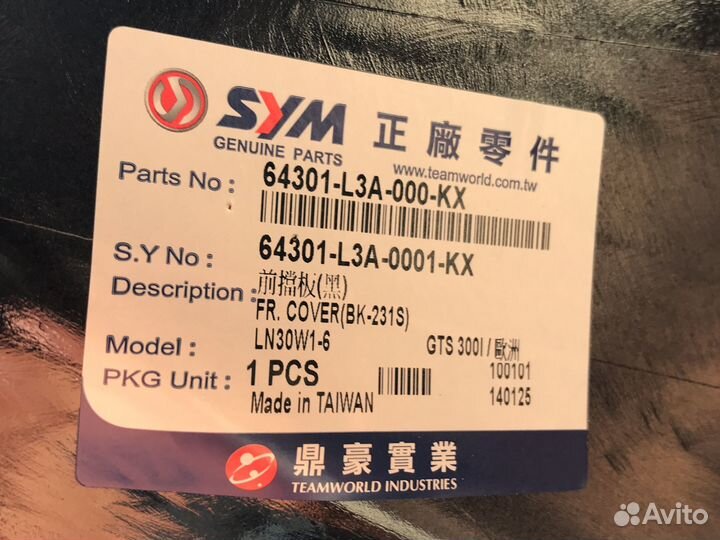 SYM 正廠零件
GENUINE PARTS www.teamworld.com.tw
Parts No : 64301-L3A-000-KX
S.Y No : 64301-L3A-0001-KX
Description : 前擋板(黑)
FR. COVER(BK-231S)
Model : LN30W1-6 GTS 300I / 歐洲
PKG Unit : 1 PCS 100101
Made in TAIWAN 140125
鼎豪實業
TEAMWORLD INDUSTRIES
Avito